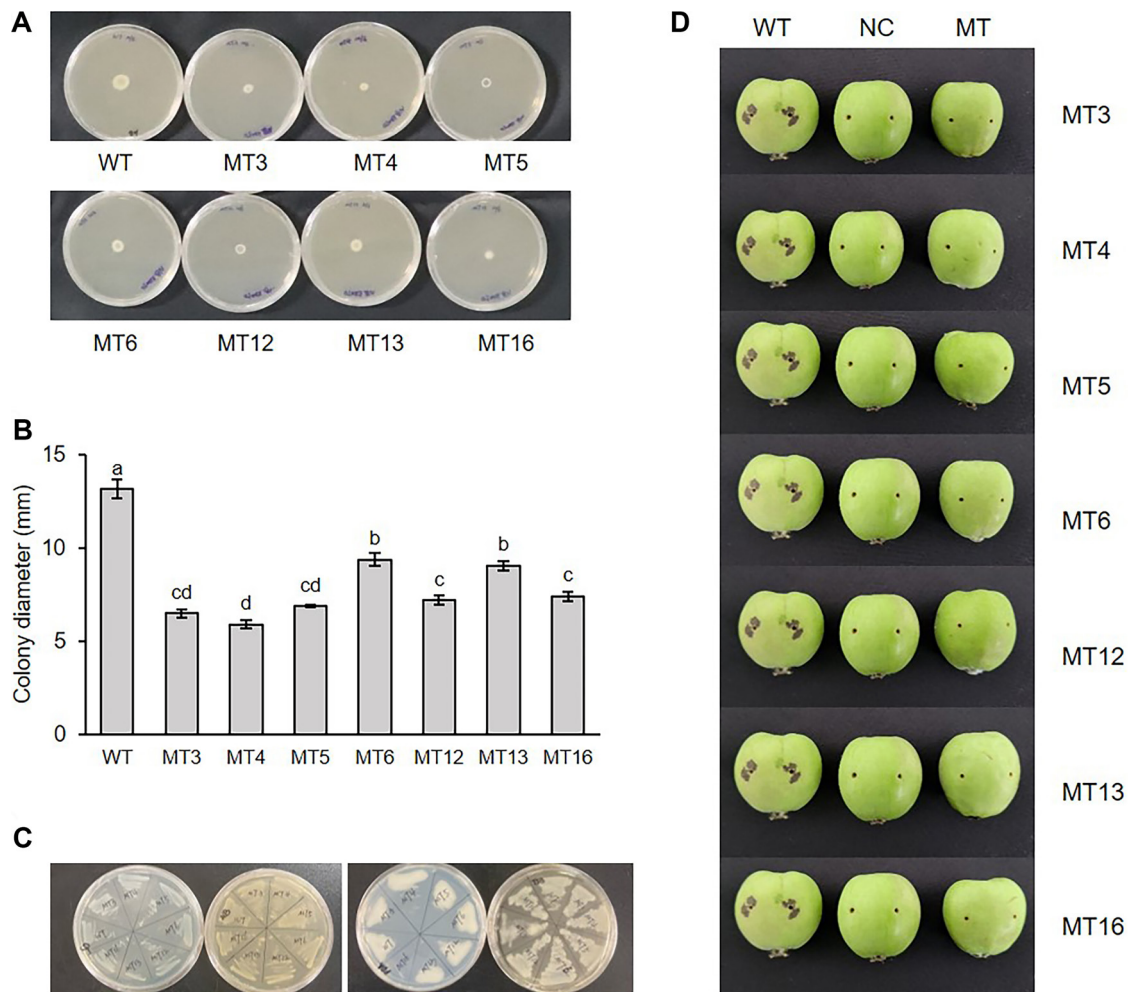 A
WT MT3 MT4 MT5
MT6 MT12 MT13 MT16
B
Colony diameter (mm)
15
10
5
0
a
cd
d
cd
b
c
b
c
WT MT3 MT4 MT5 MT6 MT12 MT13 MT16
C
D
WT NC MT
MT3
MT4
MT5
MT6
MT12
MT13
MT16